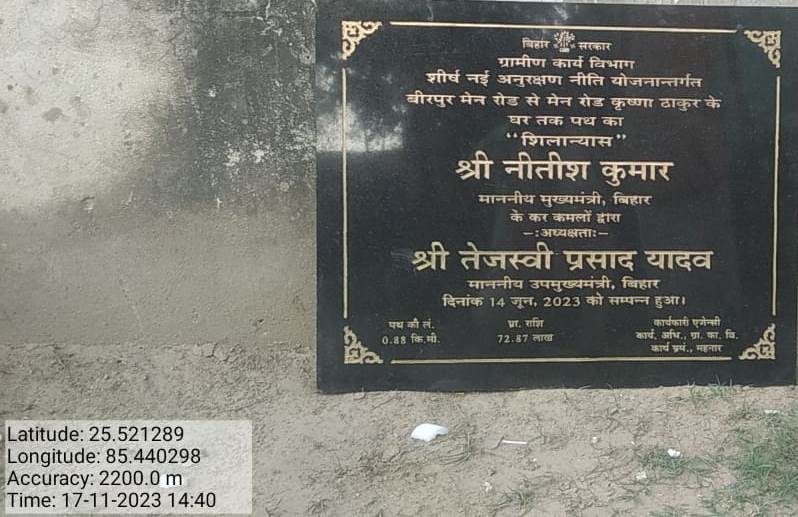 बिहार सरकार
ग्रामीण कार्य विभाग
शीर्ष नई अनुरक्षण नीति योजनान्तर्गत
बीरपुर मेन रोड से मेन रोड कृष्णा ठाकुर के
घर तक पथ का
“शिलान्यास”
श्री नीतीश कुमार
माननीय मुख्यमंत्री, बिहार
के कर कमलों द्वारा
-:अध्यक्षता:-
श्री तेजस्वी प्रसाद यादव
माननीय उपमुख्यमंत्री, बिहार
दिनांक 14 जून, 2023 को सम्पन्न हुआ।
पथ की लं.
0.88 कि.मी.
प्रा. राशि
72.87 लाख
कार्यकारी एजेन्सी
कार्य. अभि., ग्रा. का. वि.
कार्य प्रमं., महनार
Latitude: 25.521289
Longitude: 85.440298
Accuracy: 2200.0 m
Time: 17-11-2023 14:40